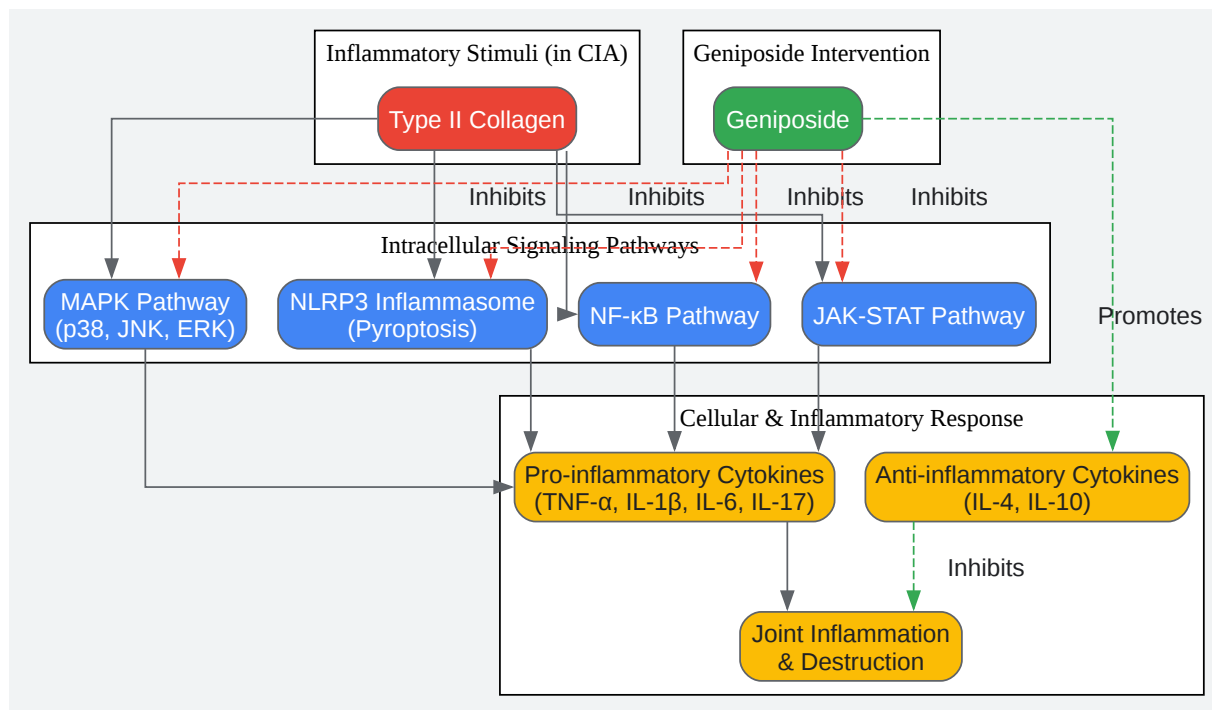 Inflammatory Stimuli (in CIA)
Geniposide Intervention
Type II Collagen
Geniposide
Inhibits
Inhibits
Inhibits
Inhibits
Intracellular Signaling Pathways
MAPK Pathway
(p38, JNK, ERK)
NLRP3 Inflammasome
(Pyroptosis)
NF-κB Pathway
JAK-STAT Pathway
Promotes
Cellular & Inflammatory Response
Pro-inflammatory Cytokines
(TNF-α, IL-1β, IL-6, IL-17)
Anti-inflammatory Cytokines
(IL-4, IL-10)
Inhibits
Joint Inflammation
& Destruction